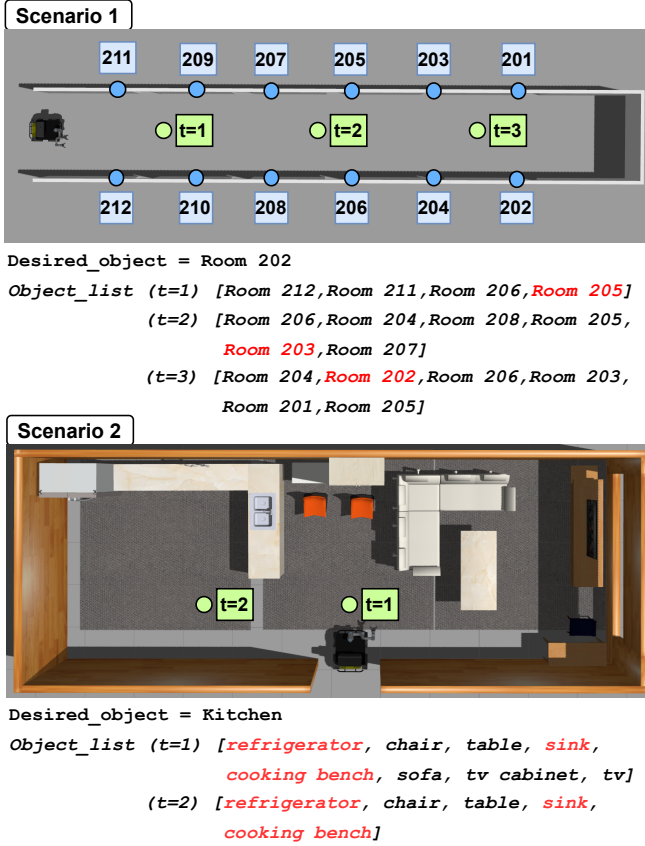 Scenario 1
211 209 207 205 203 201
t=1 t=2 t=3
212 210 208 206 204 202
Desired_object = Room 202
Object_list (t=1) [Room 212,Room 211,Room 206,Room 205]
(t=2) [Room 206,Room 204,Room 208,Room 205,
Room 203,Room 207]
(t=3) [Room 204,Room 202,Room 206,Room 203,
Room 201,Room 205]
Scenario 2
t=2 t=1
Desired_object = Kitchen
Object_list (t=1) [refrigerator, chair, table, sink,
cooking bench, sofa, tv cabinet, tv]
(t=2) [refrigerator, chair, table, sink,
cooking bench]